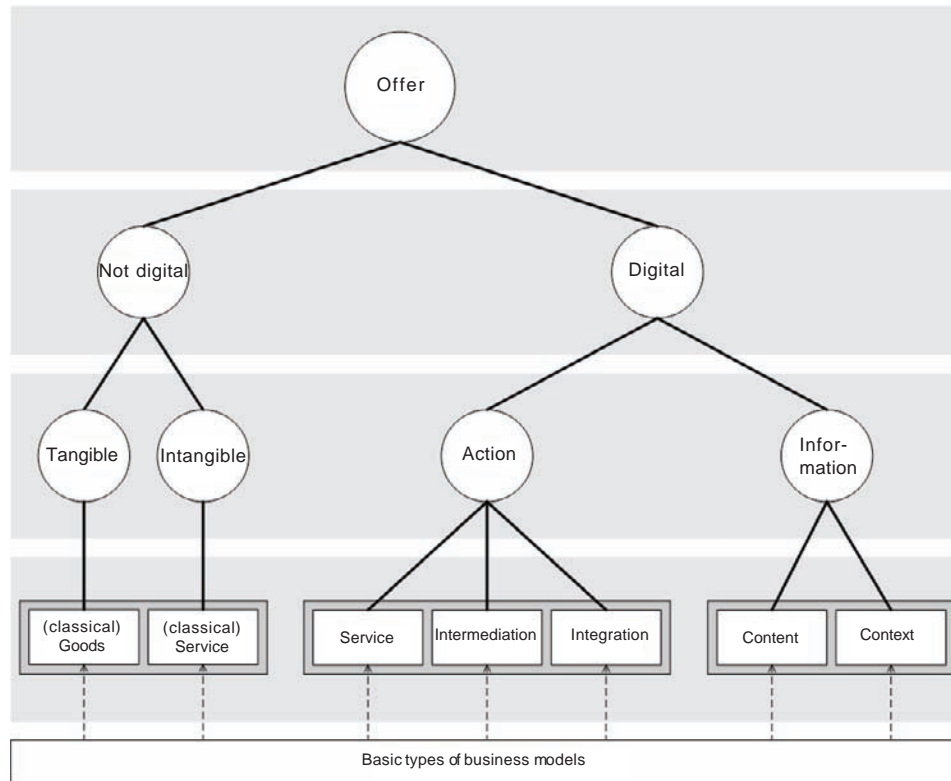 Offer
Not digital
Digital
Tangible
Intangible
Action
Infor-
mation
(classical)
Goods
(classical)
Service
Service
Intermediation
Integration
Content
Context
Basic types of business models